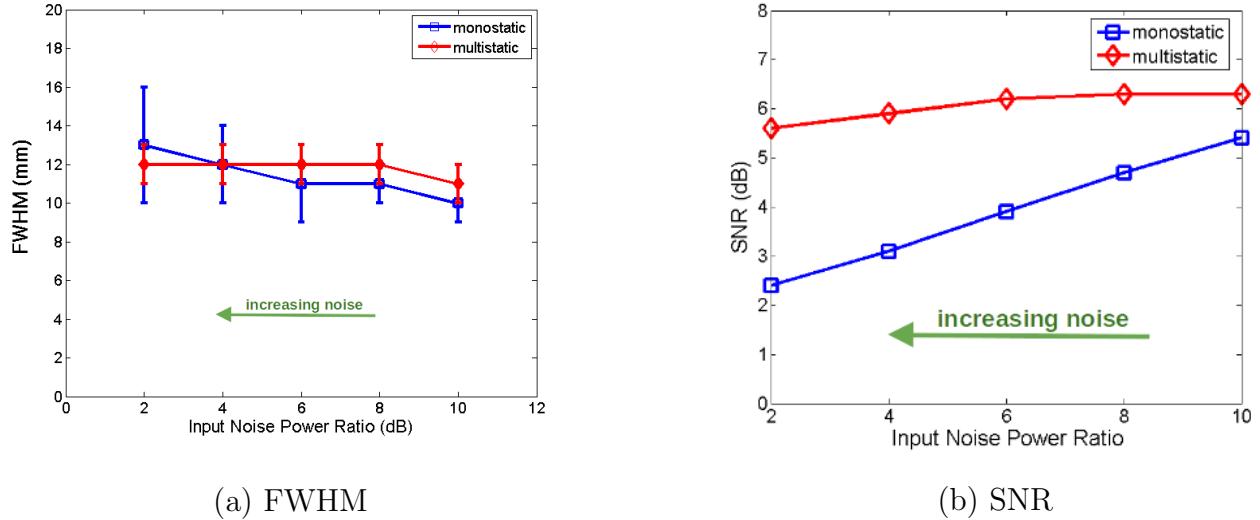 20
18
16
14
12
10
8
6
4
2
0
FWHM (mm)
monostatic
multistatic
increasing noise
0 2 4 6 8 10 12
Input Noise Power Ratio (dB)
(a) FWHM
8
7
6
5
4
3
2
1
0
SNR (dB)
monostatic
multistatic
increasing noise
2 4 6 8 10
Input Noise Power Ratio
(b) SNR